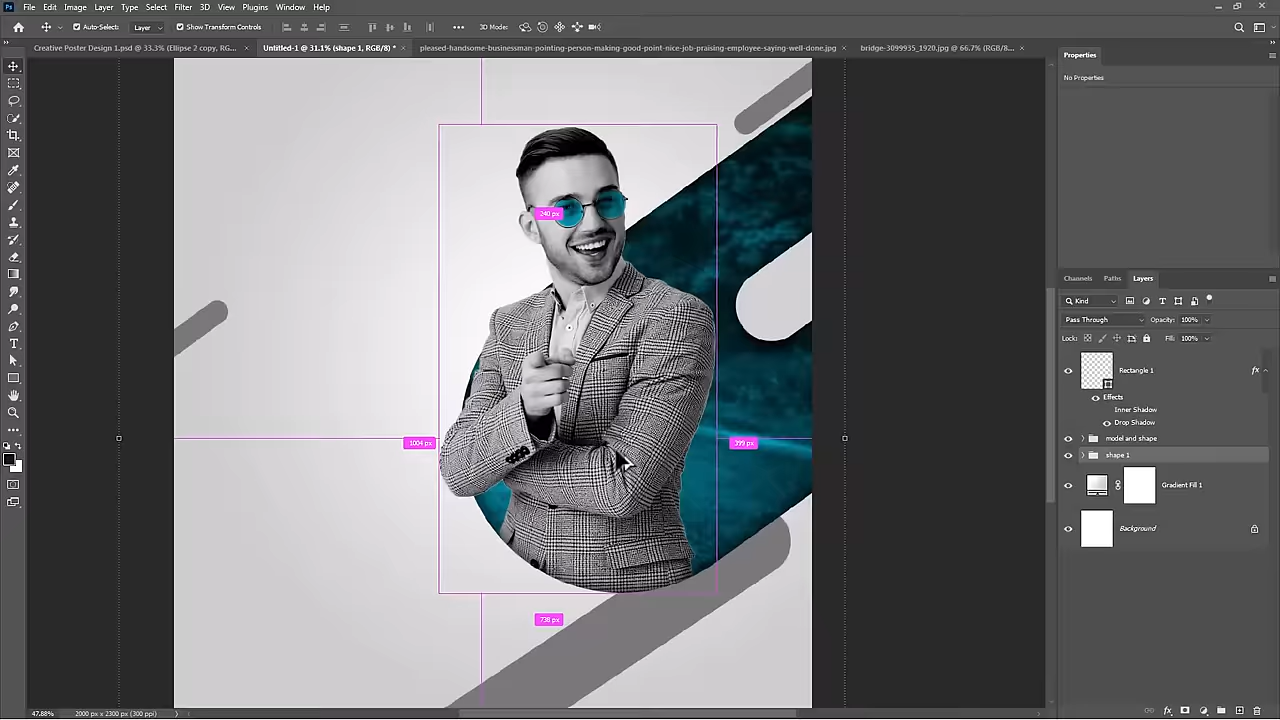 Ps File Edit Image Layer Type Select Filter 3D View Plugins Window Help
Auto-Select: Layer Show Transform Controls 3D Mode:
Creative Poster Design 1.psd @ 33.3% (Ellipse 2 copy, RG... × Untitled-1 @ 31.1% (shape 1, RGB/8) * × pleased-handsome-businessman-pointing-person-making-good-point-nice-job-praising-employee-saying-well-done.jpg × bridge-3099935_1920.jpg @ 66.7% (RGB/8... ×
Properties
No Properties
240 px
Channels Paths Layers
Kind
Pass Through Opacity: 100%
Lock: Fill: 100%
Rectangle 1 fx
Effects
Inner Shadow
Drop Shadow
1004 px 399 px model and shape
shape 1
Gradient Fill 1
Background
738 px
47.88% 2000 px x 2300 px (300 ppi)